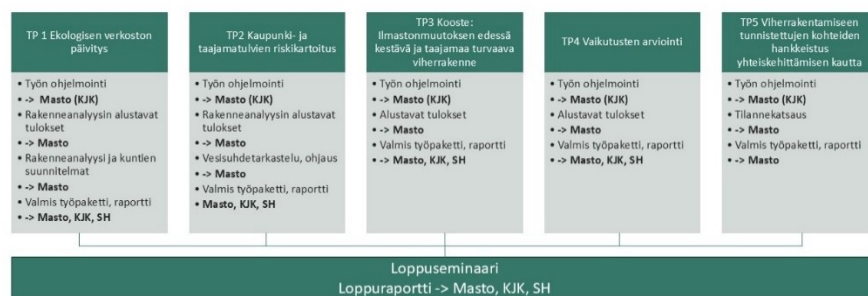 TP 1 Ekologisen verkoston
päivitys
• Työn ohjelmointi
• -> Masto (KJK)
• Rakenneanalyysin alustavat
tulokset
• -> Masto
• Rakenneanalyysi ja kuntien
suunnitelmat
• -> Masto
• Valmis työpaketti, raportti
• -> Masto, KJK, SH
TP2 Kaupunki- ja
taajamatulvien riskikartoitus
• Työn ohjelmointi
• -> Masto (KJK)
• Rakenneanalyysin alustavat
tulokset
• -> Masto
• Vesisuhdetarkastelu, ohjaus
• -> Masto
• Valmis työpaketti, raportti
• Masto, KJK, SH
TP3 Kooste:
Ilmastonmuutoksen edessä
kestävä ja taajamaa turvaava
viherrakenne
• Työn ohjelmointi
• -> Masto (KJK)
• Alustavat tulokset
• -> Masto
• Valmis työpaketti, raportti
• -> Masto, KJK, SH
TP4 Vaikutusten arviointi
• Työn ohjelmointi
• -> Masto (KJK)
• Alustavat tulokset
• -> Masto
• Valmis työpaketti, raportti
• -> Masto, KJK, SH
TP5 Viherrakentamiseen
tunnistettujen kohteiden
hankkeistus
yhteiskehittämisen kautta
• Työn ohjelmointi
• -> Masto (KJK)
• Tilannekatsaus
• -> Masto
• Valmis työpaketti, raportti
• -> Masto
Loppuseminaari
Loppuraportti -> Masto, KJK, SH